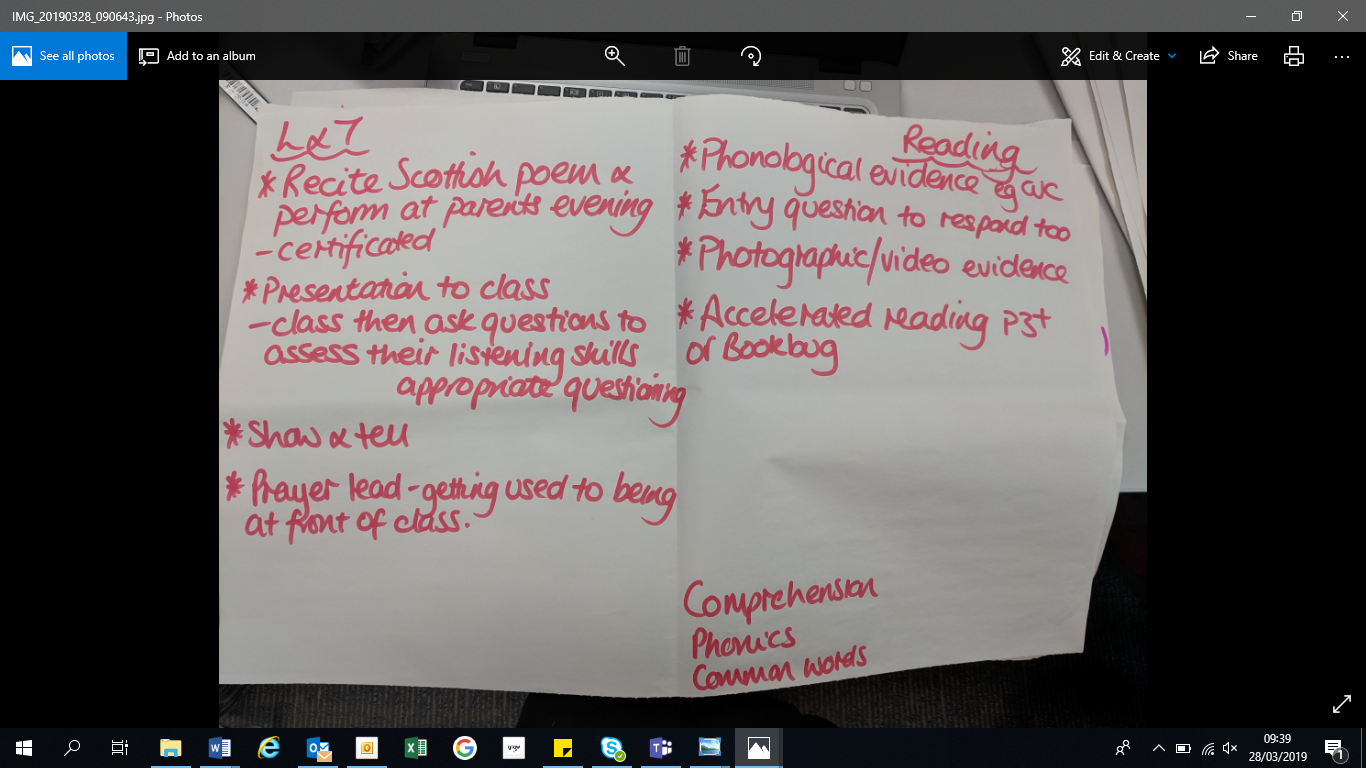 IMG_20190328_090643.jpg - Photos
See all photos
Add to an album
Edit & Create
Share
L & T
* Recite Scottish poem &
perform at parents evening
- certificated
* Presentation to class
- class then ask questions to
assess their listening skills
appropriate questioning
* Show & tell
* Prayer lead - getting used to being
at front of class.
Reading
* Phonological evidence eg cvc
* Entry question to respond too
* Photographic/video evidence
* Accelerated reading P3+
or Bookbug
Comprehension
Phonics
Common words
09:39
28/03/2019